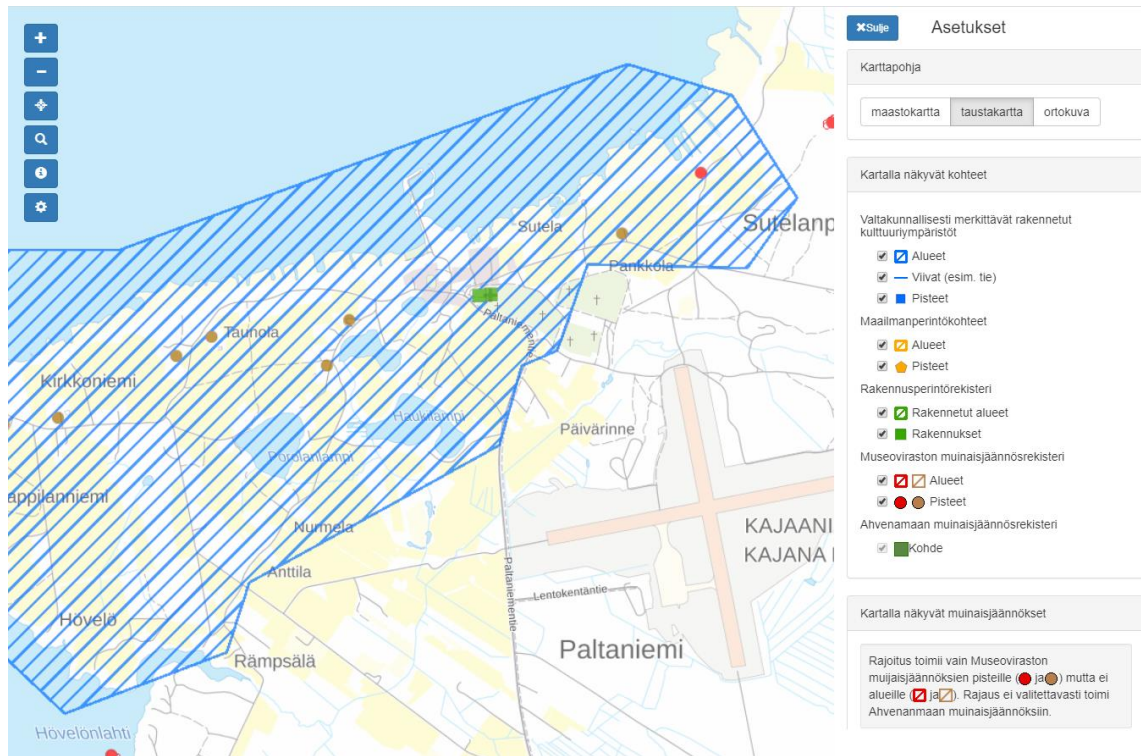 Sutela
Sutelanp
Pankkola
Paltaniementie
Taunola
Kirkkoniemi
Haukilampi
Päivärinne
Porolanlampi
appilanniemi
Nurmela
KAJAANI
KAJANA
Anttila
Paltaniementie
Lentokentäntie
Hövelö
Paltaniemi
Rämpsälä
Hövelönlahti
Sulje
Asetukset
Karttapohja
maastokartta taustakartta ortokuva
Kartalla näkyvät kohteet
Valtakunnallisesti merkittävät rakennetut
kulttuuriympäristöt
Alueet
Viivat (esim. tie)
Pisteet
Maailmanperintökohteet
Alueet
Pisteet
Rakennusperintörekisteri
Rakennetut alueet
Rakennukset
Museoviraston muinaisjäännösrekisteri
Alueet
Pisteet
Ahvenamaan muinaisjäännösrekisteri
Kohde
Kartalla näkyvät muinaisjäännökset
Rajoitus toimii vain Museoviraston
muijaisjäännöksien pisteille ( ja ) mutta ei
alueille ( ja ). Rajaus ei valitettavasti toimi
Ahvenanmaan muinaisjäännöksiin.